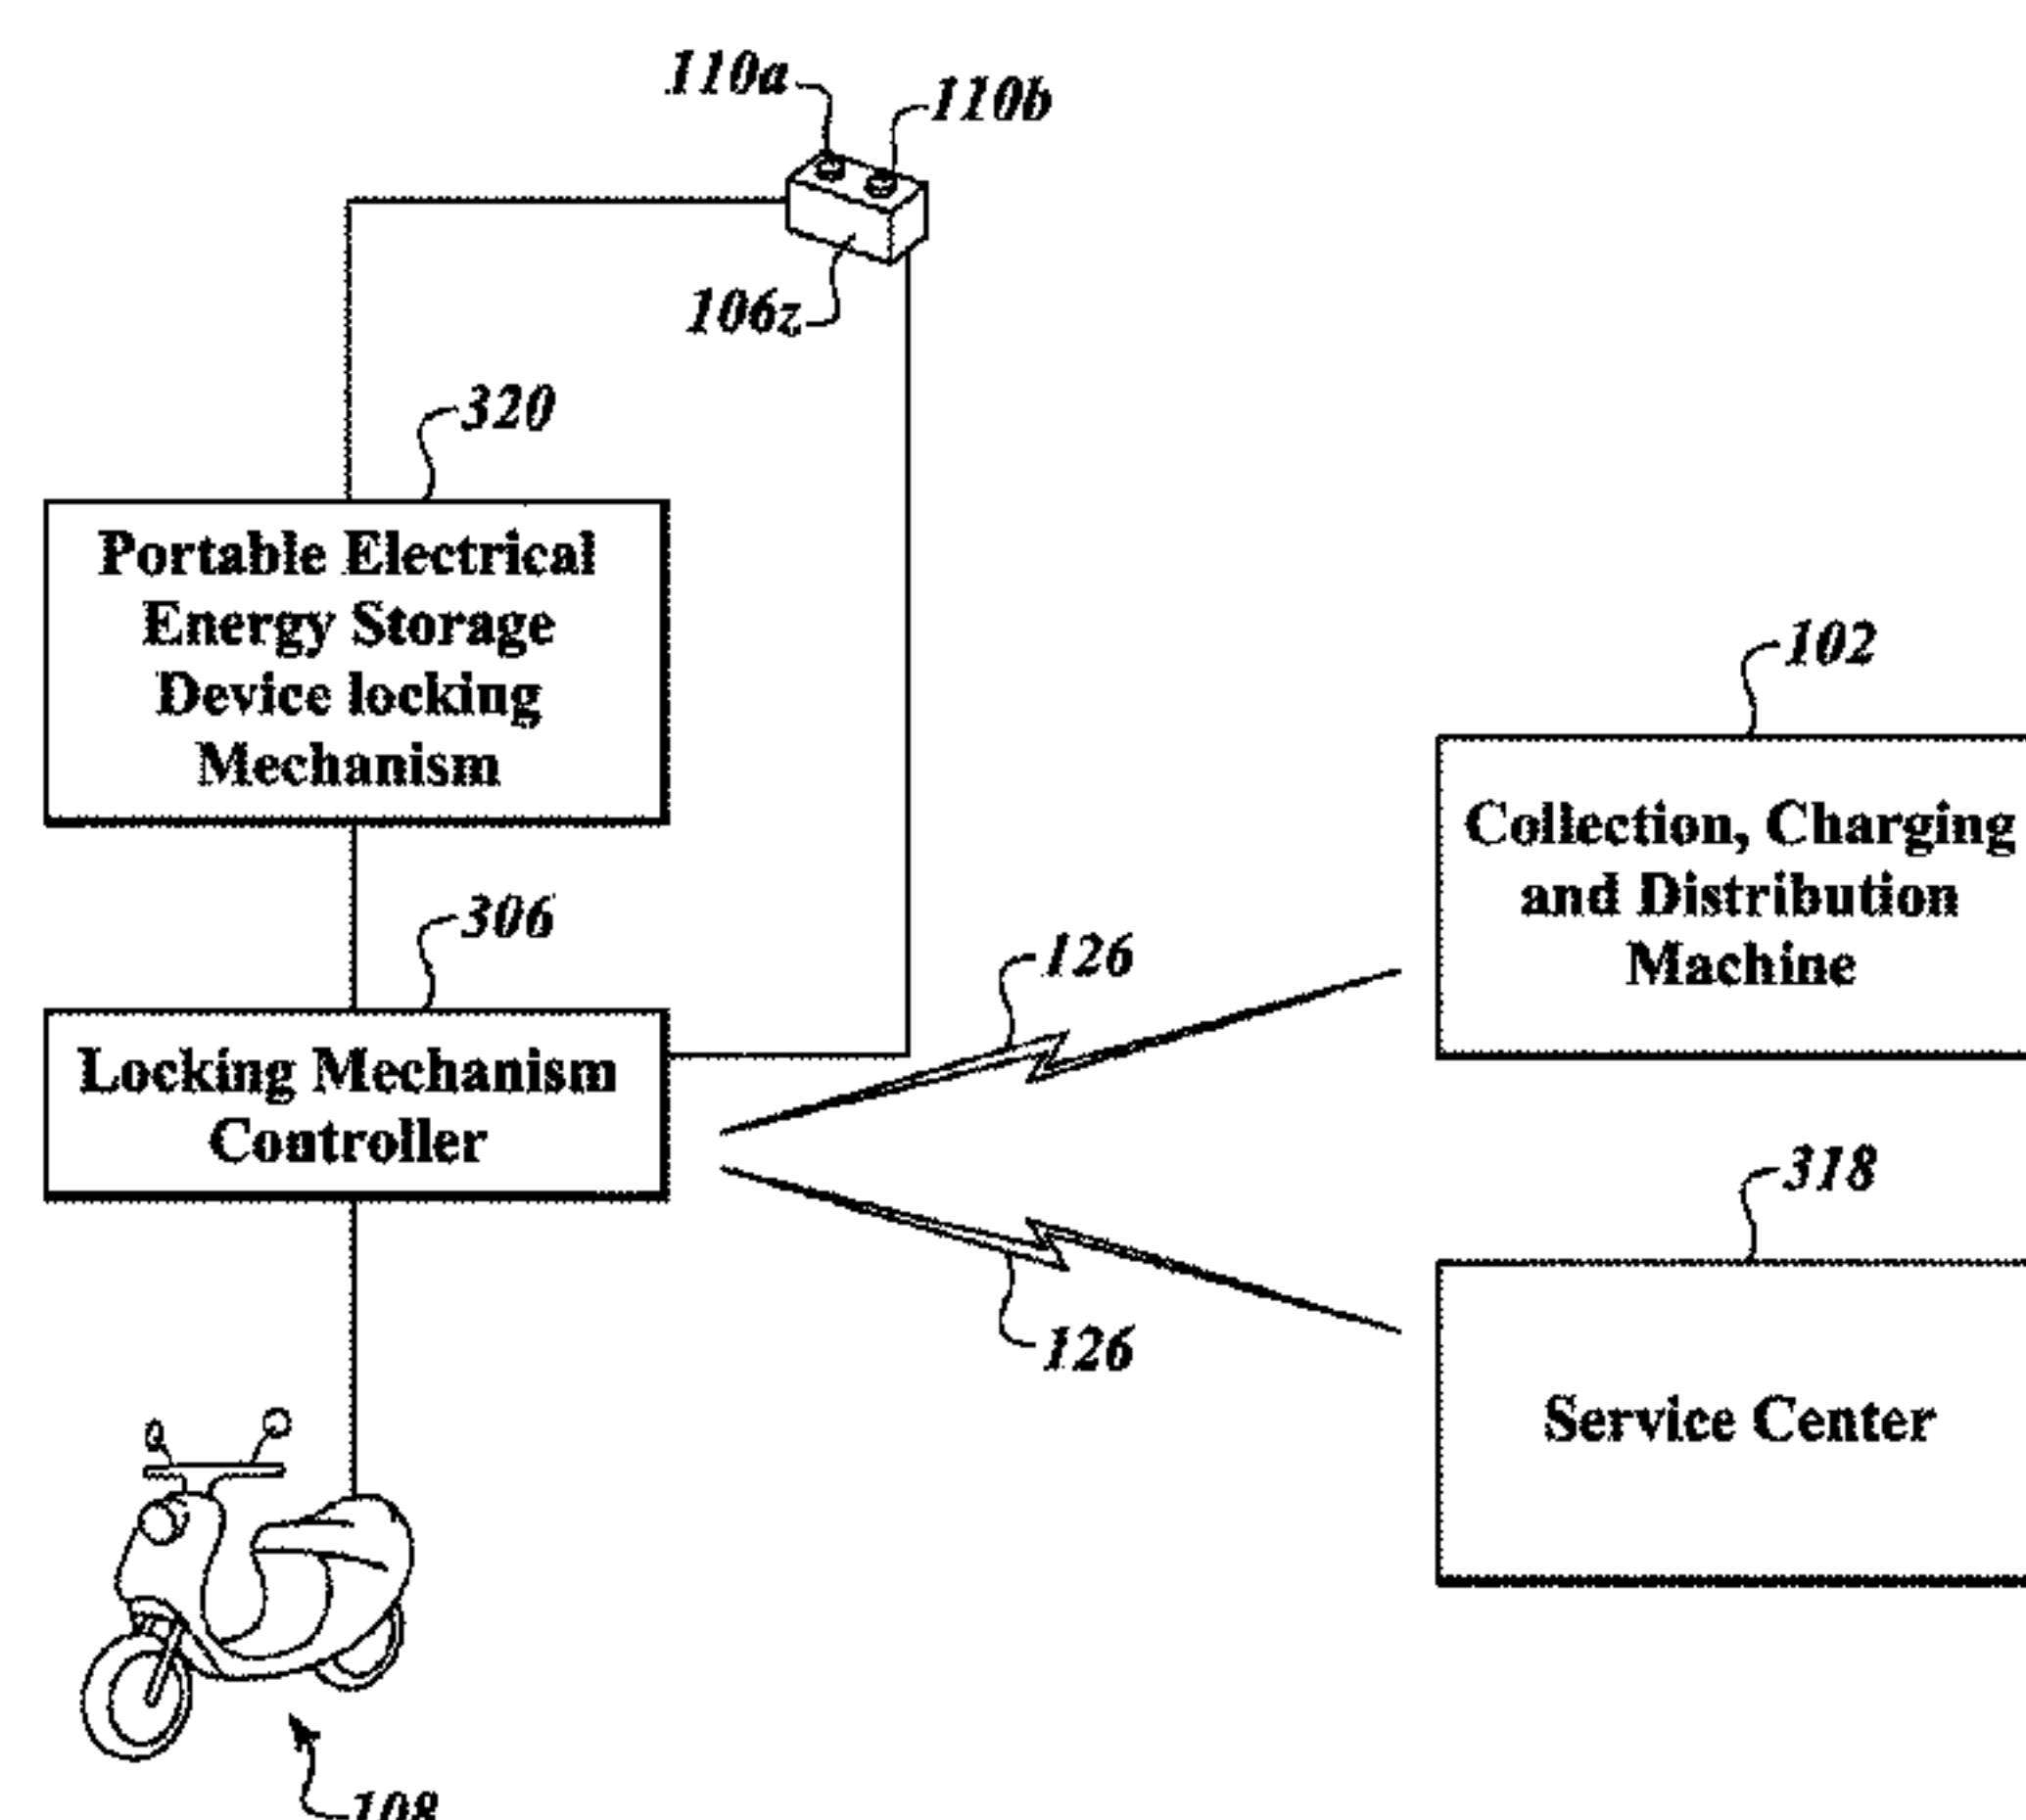 110a
110b
106z
320
Portable Electrical
Energy Storage
Device locking
Mechanism
102
Collection, Charging
and Distribution
Machine
306
Locking Mechanism
Controller
126
318
Service Center
126
108